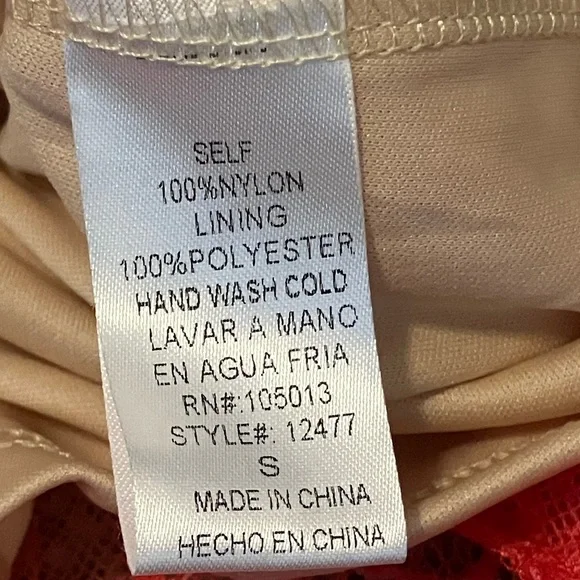 SELF
100%NYLON
LINING
100%POLYESTER
HAND WASH COLD
LAVAR A MANO
EN AGUA FRIA
RN#:105013
STYLE#: 12477
S
MADE IN CHINA
HECHO EN CHINA